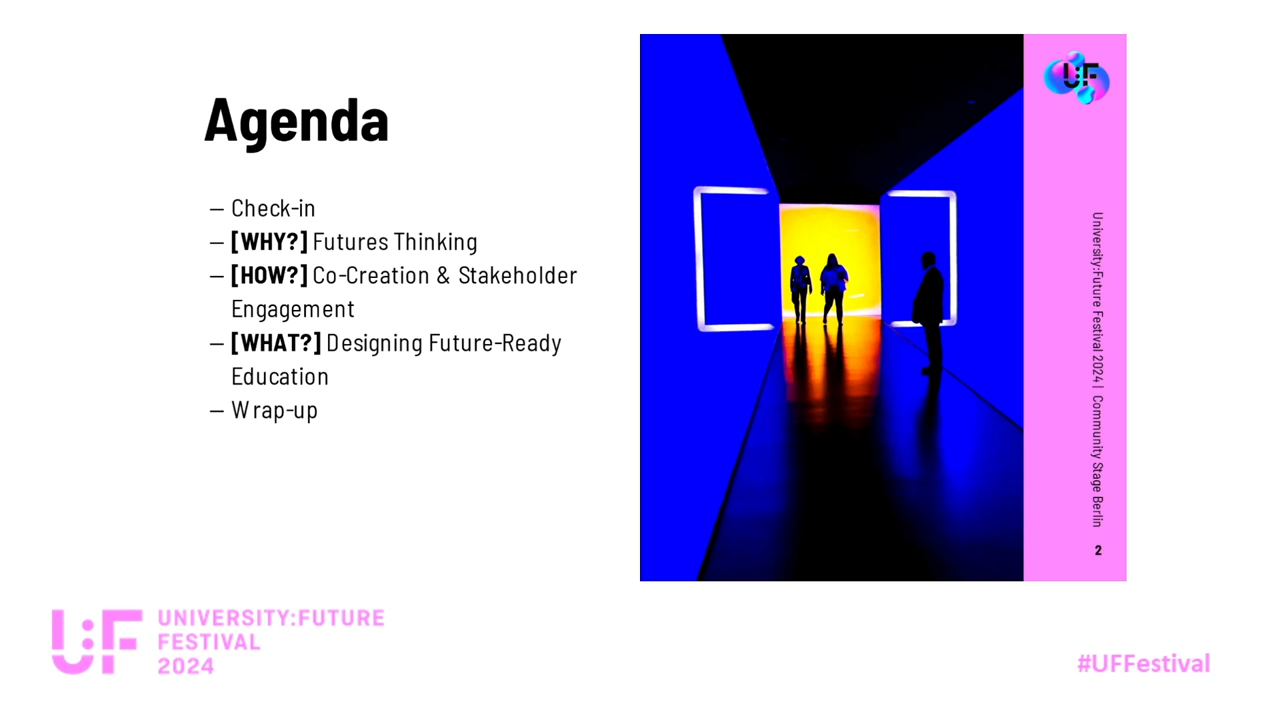 Agenda
– Check-in
– [WHY?] Futures Thinking
– [HOW?] Co-Creation & Stakeholder
Engagement
– [WHAT?] Designing Future-Ready
Education
– Wrap-up
U:F
University:Future Festival 2024 | Community Stage Berlin
2
U:F
UNIVERSITY:FUTURE
FESTIVAL
2024
#UFFestival